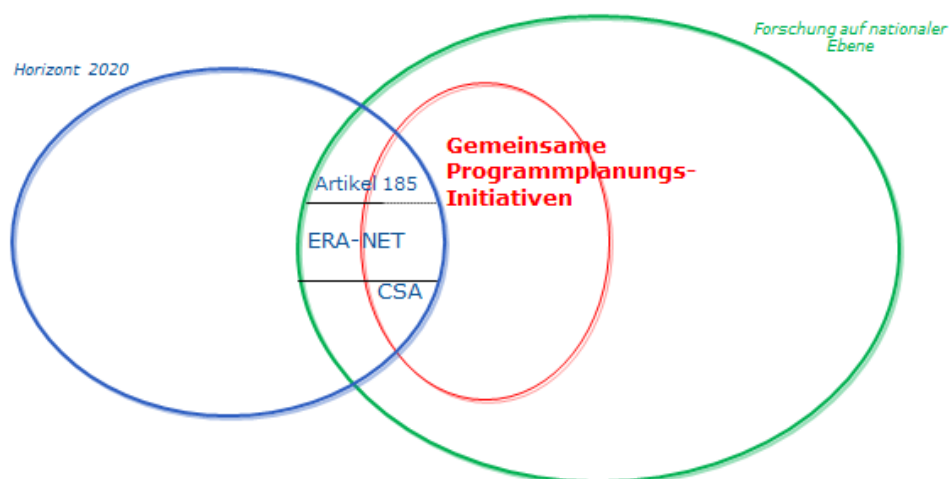 Forschung auf nationaler
Ebene
Horizont 2020
Gemeinsame
Programmplanungs-
Initiativen
Artikel 185
ERA-NET
CSA